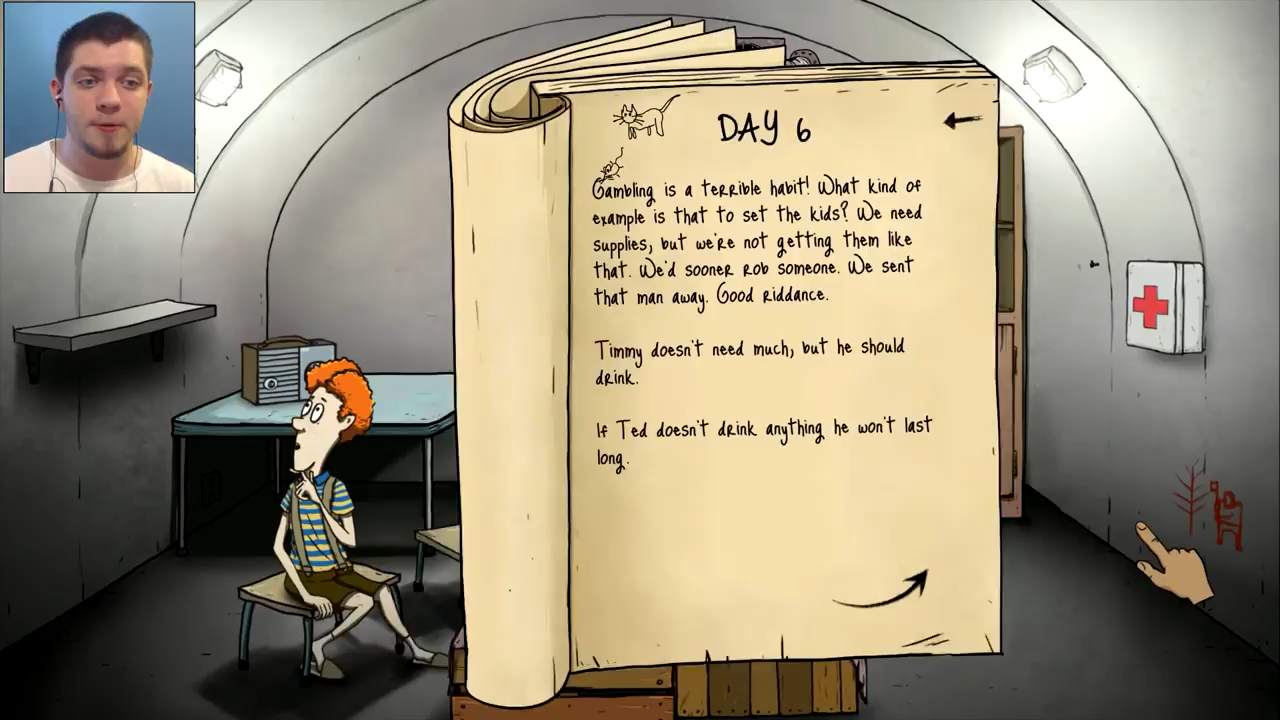 DAY 6
Gambling is a terrible habit! What kind of
example is that to set the kids? We need
supplies, but we're not getting them like
that. We'd sooner rob someone. We sent
that man away. Good riddance.
Timmy doesn't need much, but he should
drink.
If Ted doesn't drink anything he won't last
long.